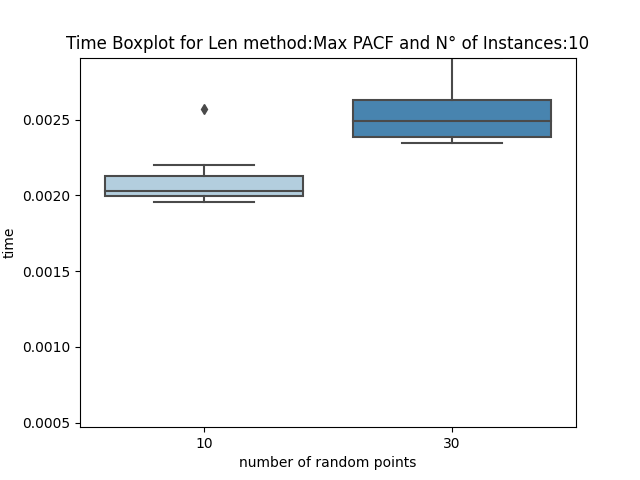 Time Boxplot for Len method:Max PACF and N° of Instances:10
0.0025
0.0020
0.0015
0.0010
0.0005
time
10
30
number of random points